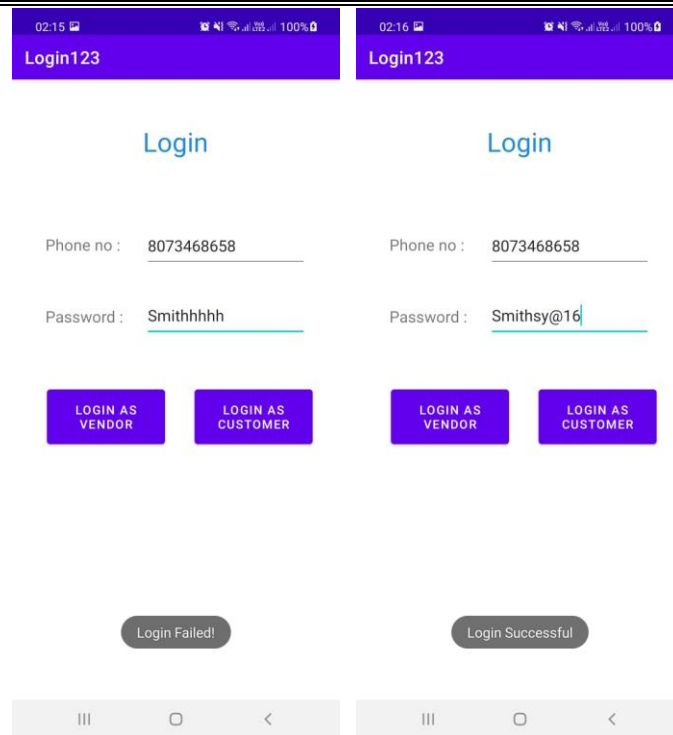 02:15 100%
Login123
Login
Phone no : 8073468658
Password : Smithhhhh
LOGIN AS
VENDOR
LOGIN AS
CUSTOMER
Login Failed!
02:16 100%
Login123
Login
Phone no : 8073468658
Password : Smithsy@16
LOGIN AS
VENDOR
LOGIN AS
CUSTOMER
Login Successful